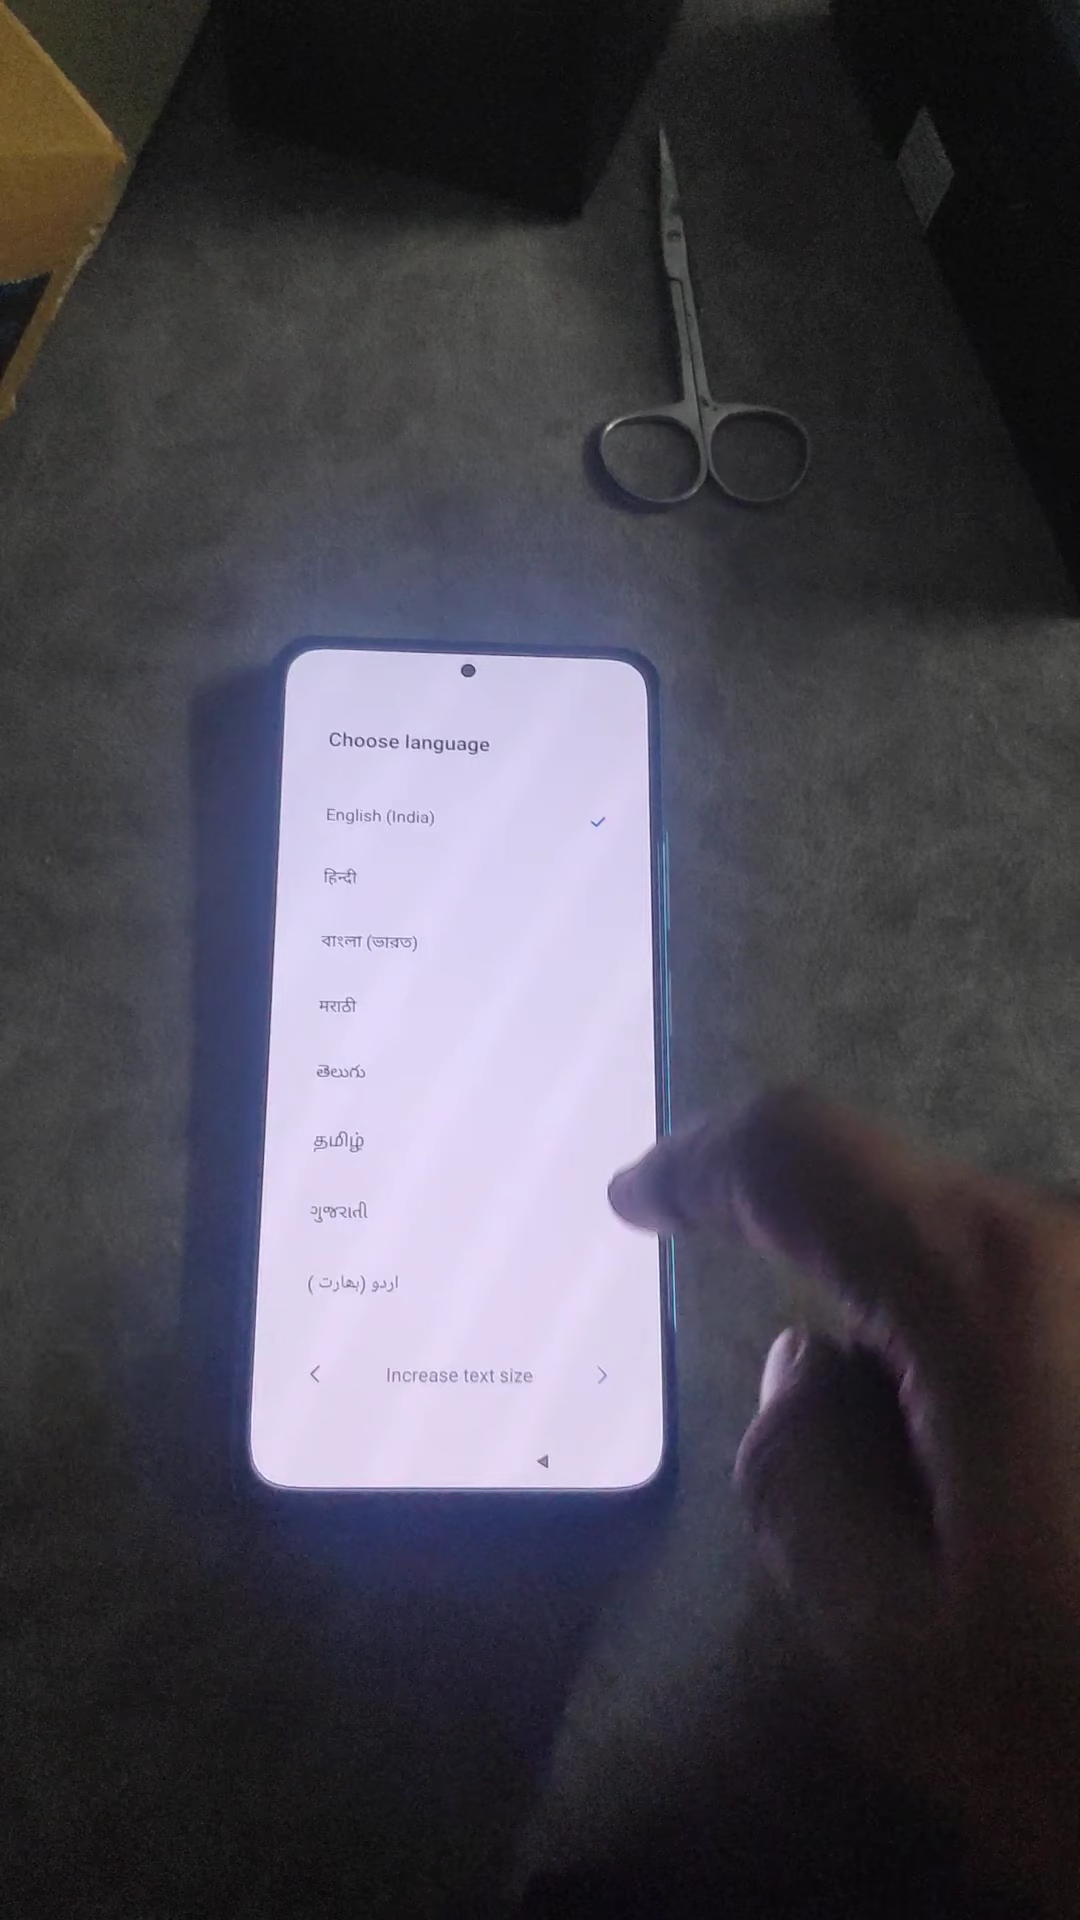 Choose language
English (India)
हिन्दी
বাংলা (ভারত)
मराठी
తెలుగు
தமிழ்
ગુજરાતી
اردو (بھارت )
Increase text size